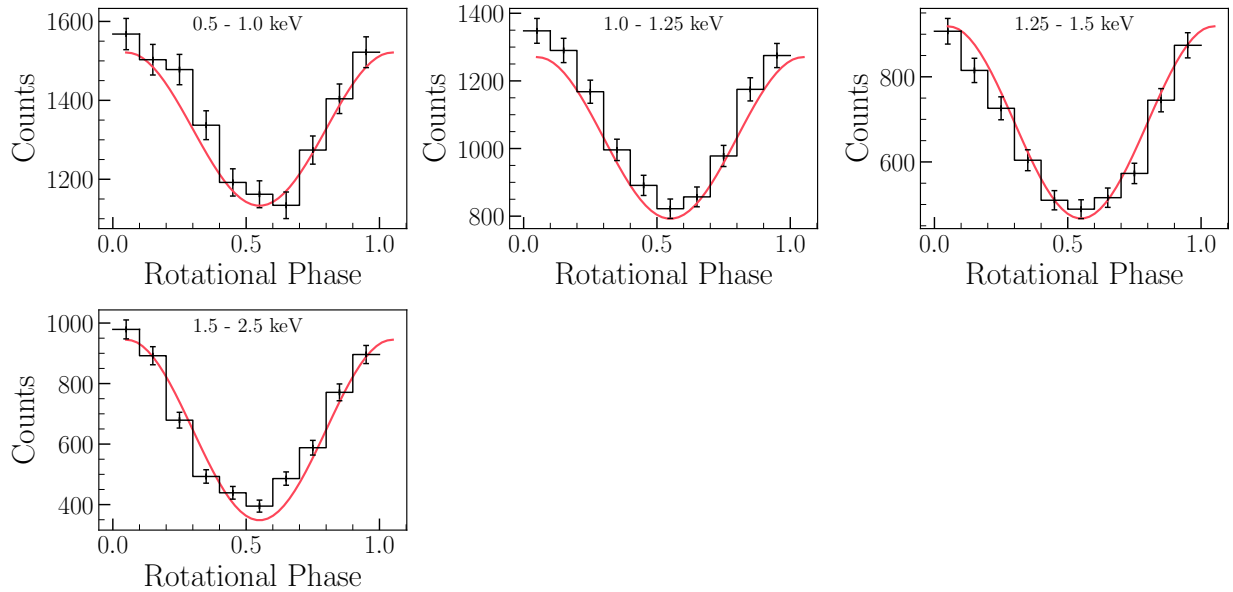 0.5 - 1.0 keV
1600
1400
1200
Counts
0.0 0.5 1.0
Rotational Phase
1.0 - 1.25 keV
1400
1200
1000
800
Counts
0.0 0.5 1.0
Rotational Phase
1.25 - 1.5 keV
800
600
Counts
0.0 0.5 1.0
Rotational Phase
1.5 - 2.5 keV
1000
800
600
400
Counts
0.0 0.5 1.0
Rotational Phase